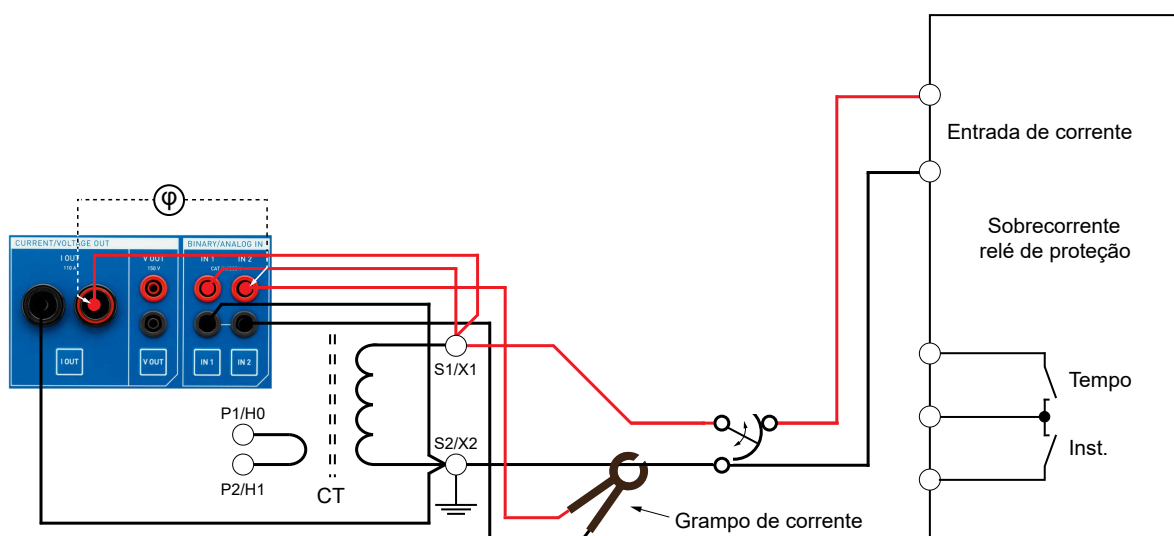 φ
CURRENT/VOLTAGE OUT
BINARY/ANALOG IN
I OUT
110 A
V OUT
150 V
IN 1
IN 2
I OUT
V OUT
IN 1
IN 2
S1/X1
S2/X2
P1/H0
P2/H1
CT
Grampo de corrente
Entrada de corrente
Sobrecorrente
relé de proteção
Tempo
Inst.